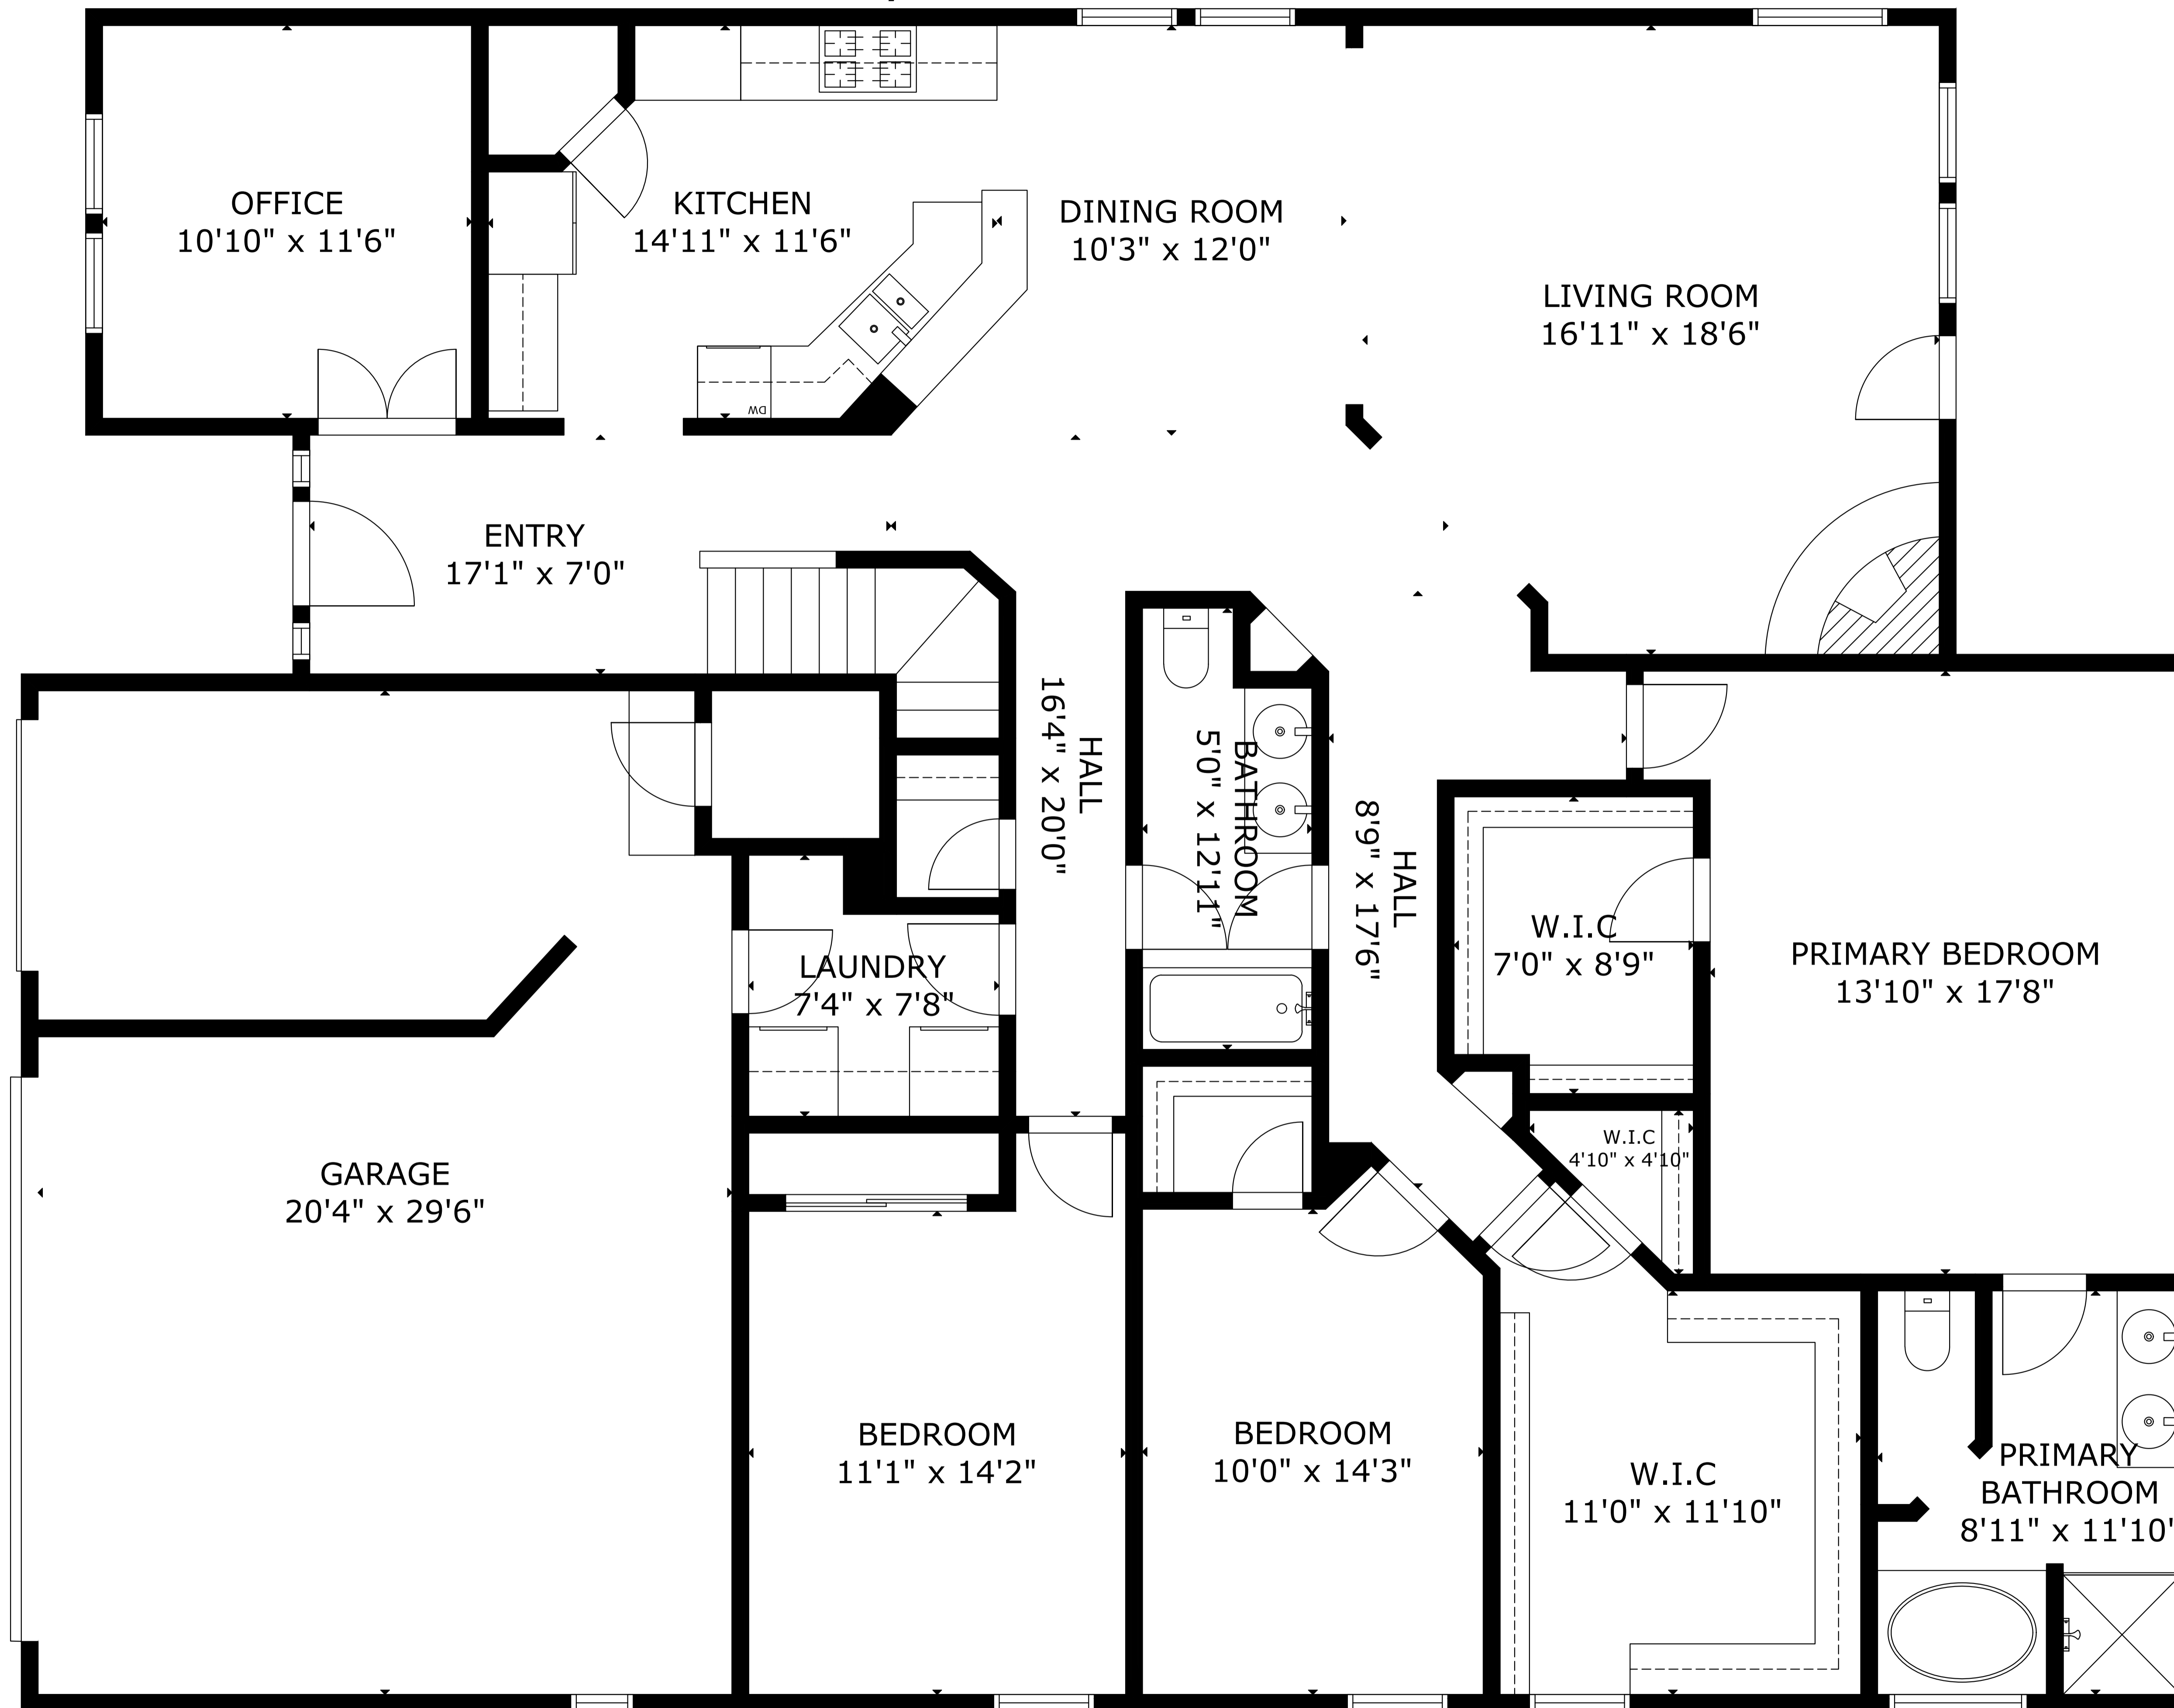 OFFICE
10'10" x 11'6"
KITCHEN
14'11" x 11'6"
DINING ROOM
10'3" x 12'0"
LIVING ROOM
16'11" x 18'6"
DW
ENTRY
17'1" x 7'0"
HALL
16'4" x 20'0"
BATHROOM
5'0" x 12'11"
HALL
8'9" x 17'6"
W.I.C
7'0" x 8'9"
PRIMARY BEDROOM
13'10" x 17'8"
LAUNDRY
7'4" x 7'8"
W.I.C
4'10" x 4'10"
GARAGE
20'4" x 29'6"
BEDROOM
11'1" x 14'2"
BEDROOM
10'0" x 14'3"
W.I.C
11'0" x 11'10"
PRIMARY
BATHROOM
8'11" x 11'10"